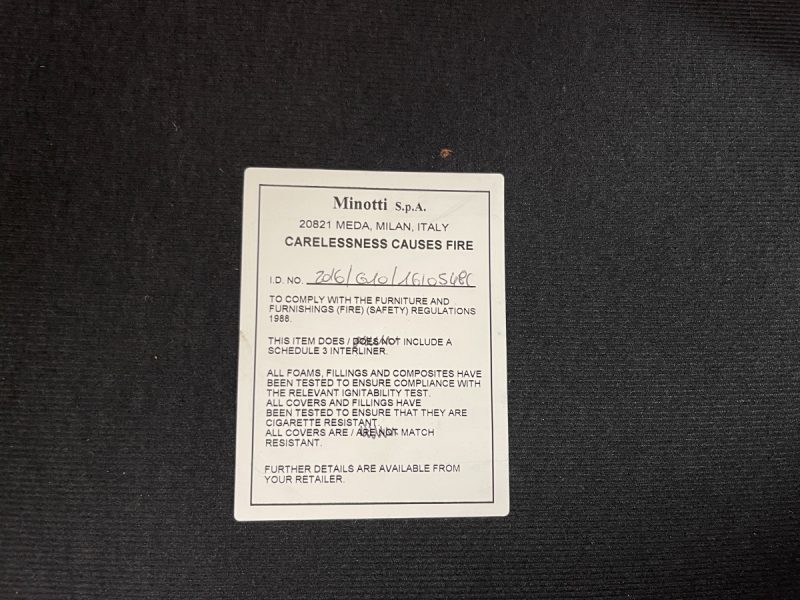 Minotti S.p.A.
20821 MEDA, MILAN, ITALY
CARELESSNESS CAUSES FIRE
I.D. NO. 2016/G10/
TO COMPLY WITH THE FURNITURE AND
FURNISHINGS (FIRE) (SAFETY) REGULATIONS
1988.
THIS ITEM DOES / DOES NOT INCLUDE A
SCHEDULE 3 INTERLINER.
ALL FOAMS, FILLINGS AND COMPOSITES HAVE
BEEN TESTED TO ENSURE COMPLIANCE WITH
THE RELEVANT IGNITABILITY TEST.
ALL COVERS AND FILLINGS HAVE
BEEN TESTED TO ENSURE THAT THEY ARE
CIGARETTE RESISTANT.
ALL COVERS ARE / ARE NOT MATCH
RESISTANT.
FURTHER DETAILS ARE AVAILABLE FROM
YOUR RETAILER.